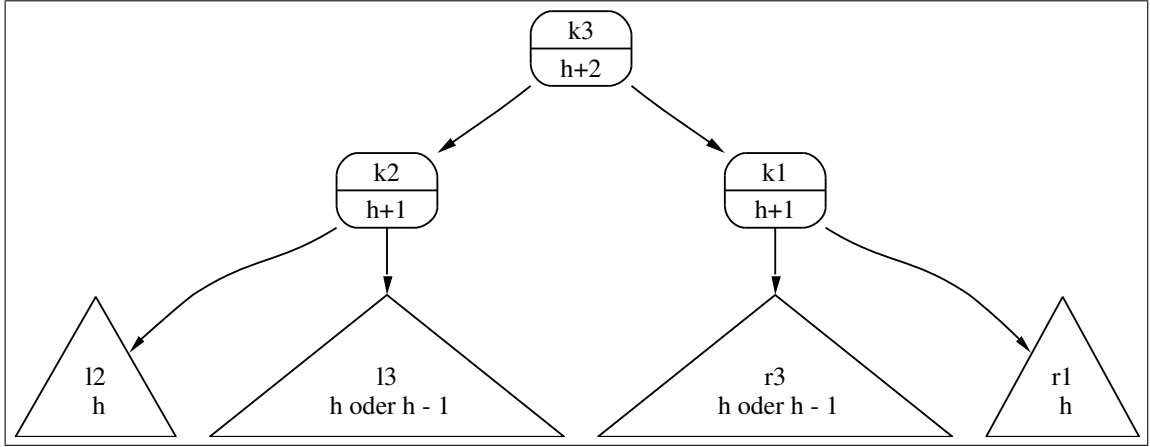 k3
h+2
k2
h+1
k1
h+1
l2
h
l3
h oder h - 1
r3
h oder h - 1
r1
h